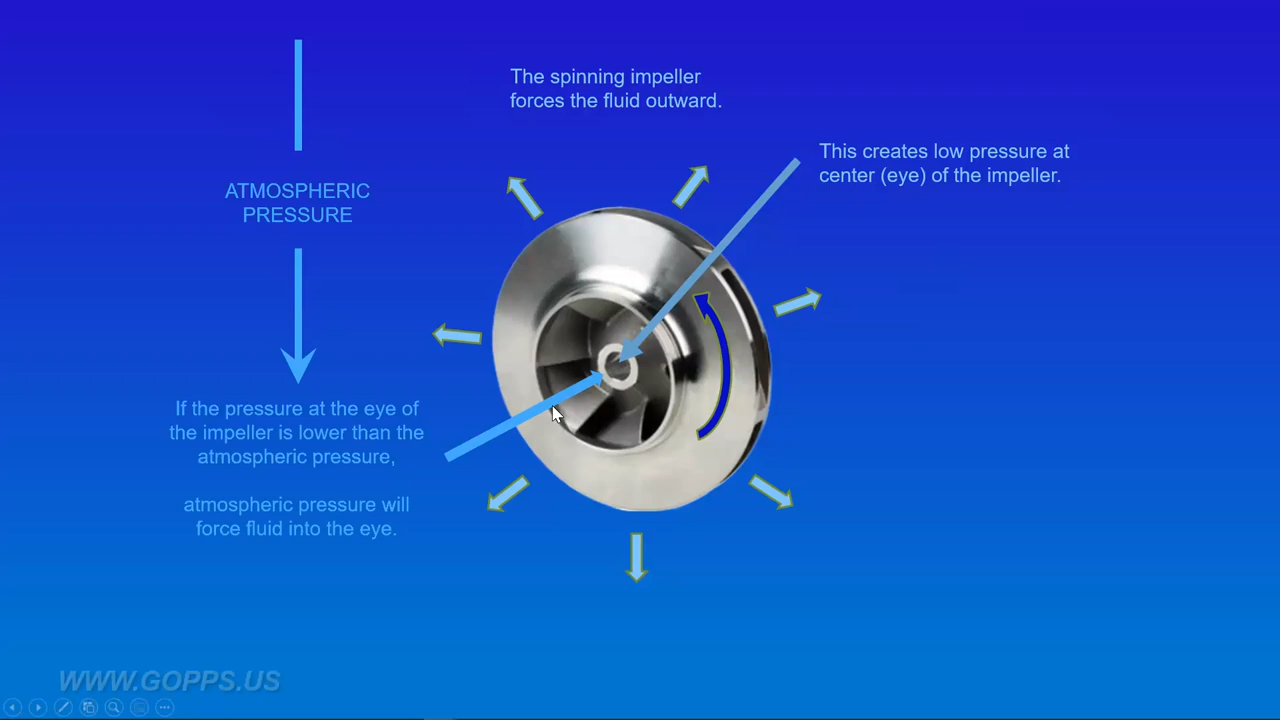 The spinning impeller
forces the fluid outward.
This creates low pressure at
center (eye) of the impeller.
ATMOSPHERIC
PRESSURE
If the pressure at the eye of
the impeller is lower than the
atmospheric pressure,
atmospheric pressure will
force fluid into the eye.
WWW.GOPPS.US